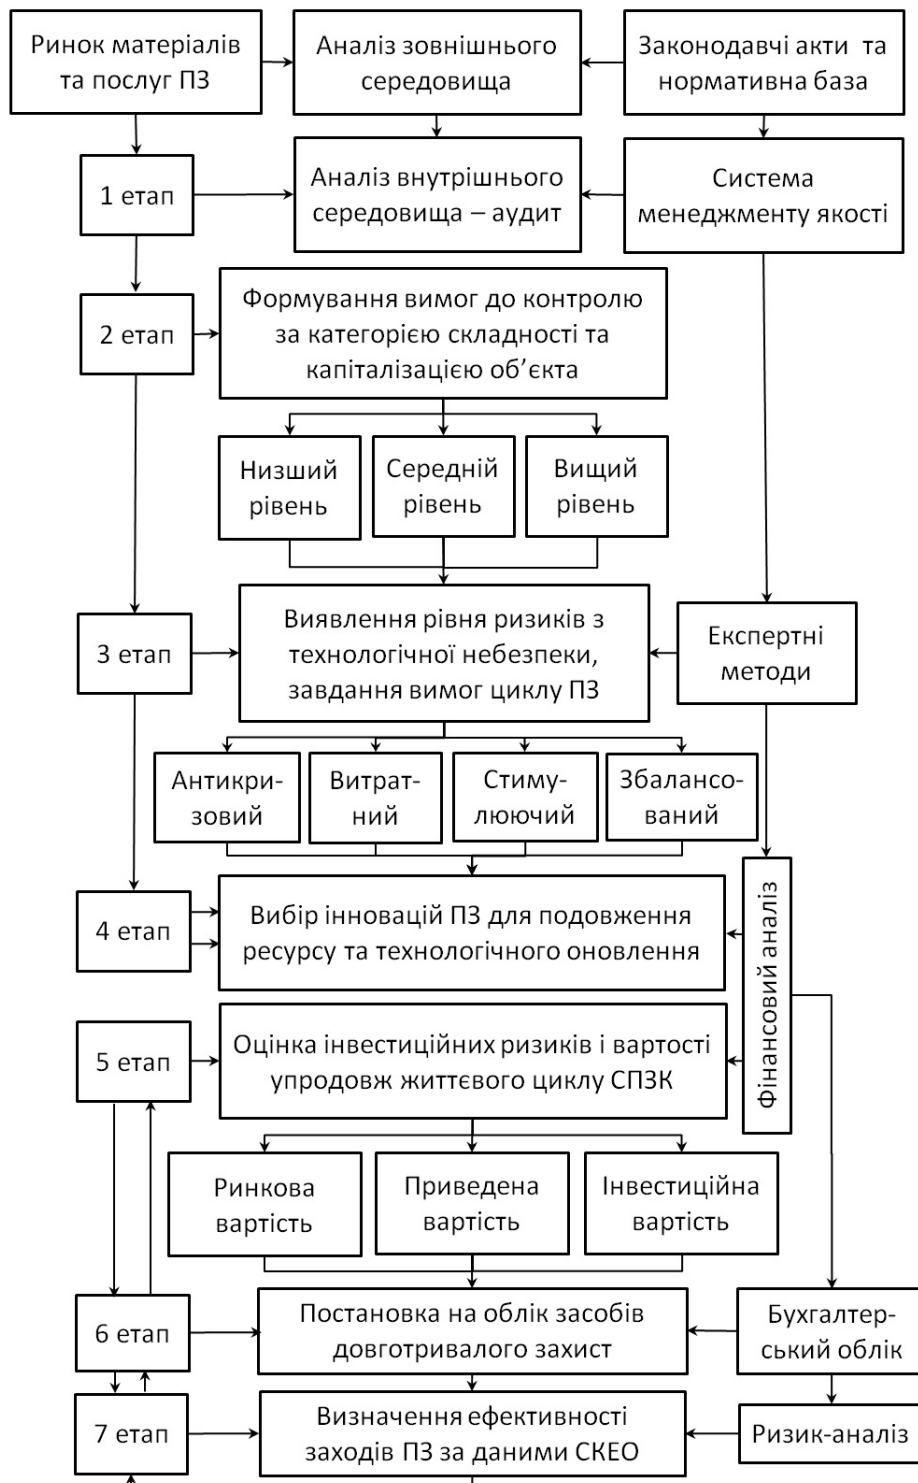 Ринок матеріалів
та послуг ПЗ
Аналіз зовнішнього
середовища
Законодавчі акти та
нормативна база
1 етап
Аналіз внутрішнього
середовища – аудит
Система
менеджменту якості
2 етап
Формування вимог до контролю
за категорією складності та
капіталізацією об’єкта
Низший
рівень
Середній
рівень
Вищий
рівень
3 етап
Виявлення рівня ризиків з
технологічної небезпеки,
завдання вимог циклу ПЗ
Експертні
методи
Антикри-
зовий
Витрат-
ний
Стиму-
люючий
Збалансо-
ваний
4 етап
Вибір інновацій ПЗ для подовження
ресурсу та технологічного оновлення
Фінансовий аналіз
5 етап
Оцінка інвестиційних ризиків і вартості
упродовж життєвого циклу СПЗК
Ринкова
вартість
Приведена
вартість
Інвестиційна
вартість
6 етап
Постановка на облік засобів
довготривалого захист
Бухгалтер-
ський облік
7 етап
Визначення ефективності
заходів ПЗ за даними СКЕО
Ризик-аналіз